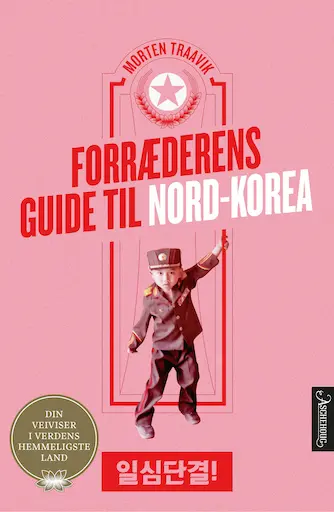 MORTEN TRAAVIK
FORRÆDERENS
GUIDE TIL NORD-KOREA
DIN
VEIVISER
I VERDENS
HEMMELIGSTE
LAND
ASCHEHOUG
일심단결!